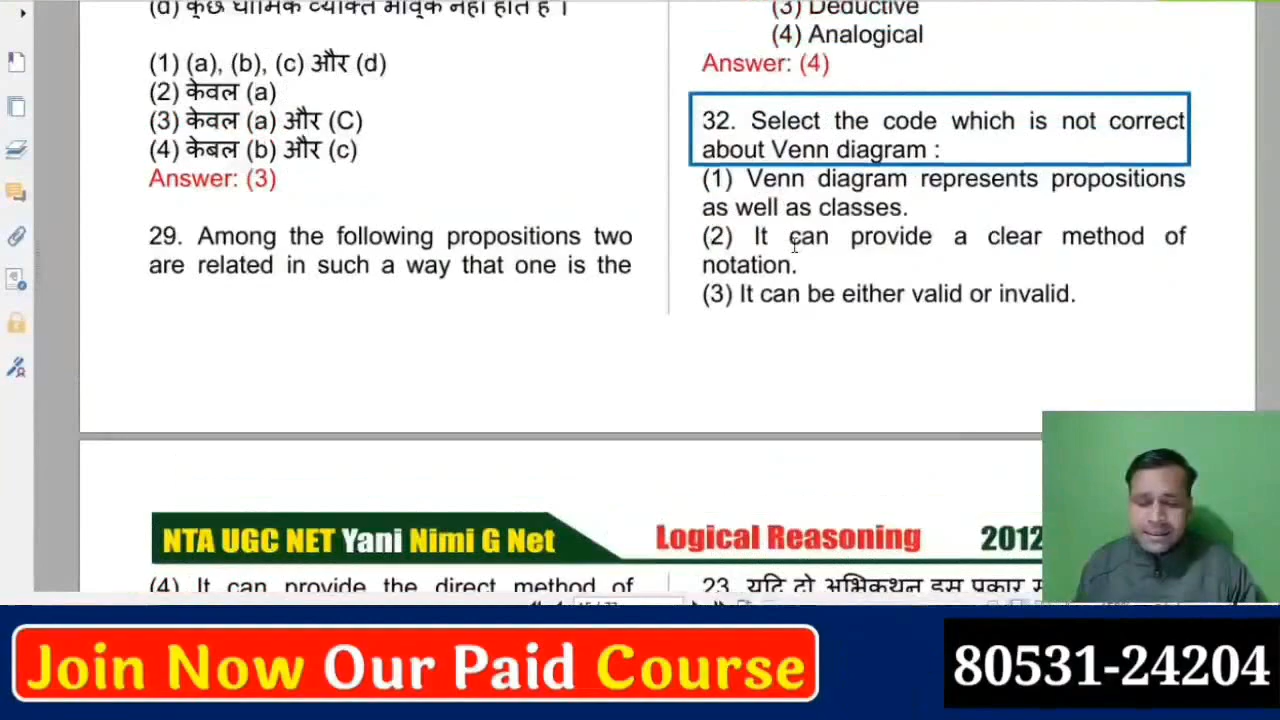 (d) कुछ धार्मिक व्यक्ति भावुक नहीं होते हैं ।
(1) (a), (b), (c) और (d)
(2) केवल (a)
(3) केवल (a) और (C)
(4) केबल (b) और (c)
Answer: (3)
29. Among the following propositions two
are related in such a way that one is the
(3) Deductive
(4) Analogical
Answer: (4)
32. Select the code which is not correct
about Venn diagram :
(1) Venn diagram represents propositions
as well as classes.
(2) It can provide a clear method of
notation.
(3) It can be either valid or invalid.
NTA UGC NET Yani Nimi G Net
Logical Reasoning
2012
(4) It can provide the direct method of
23. यदि दो अभिकथन इस प्रकार
Join Now Our Paid Course
80531-24204